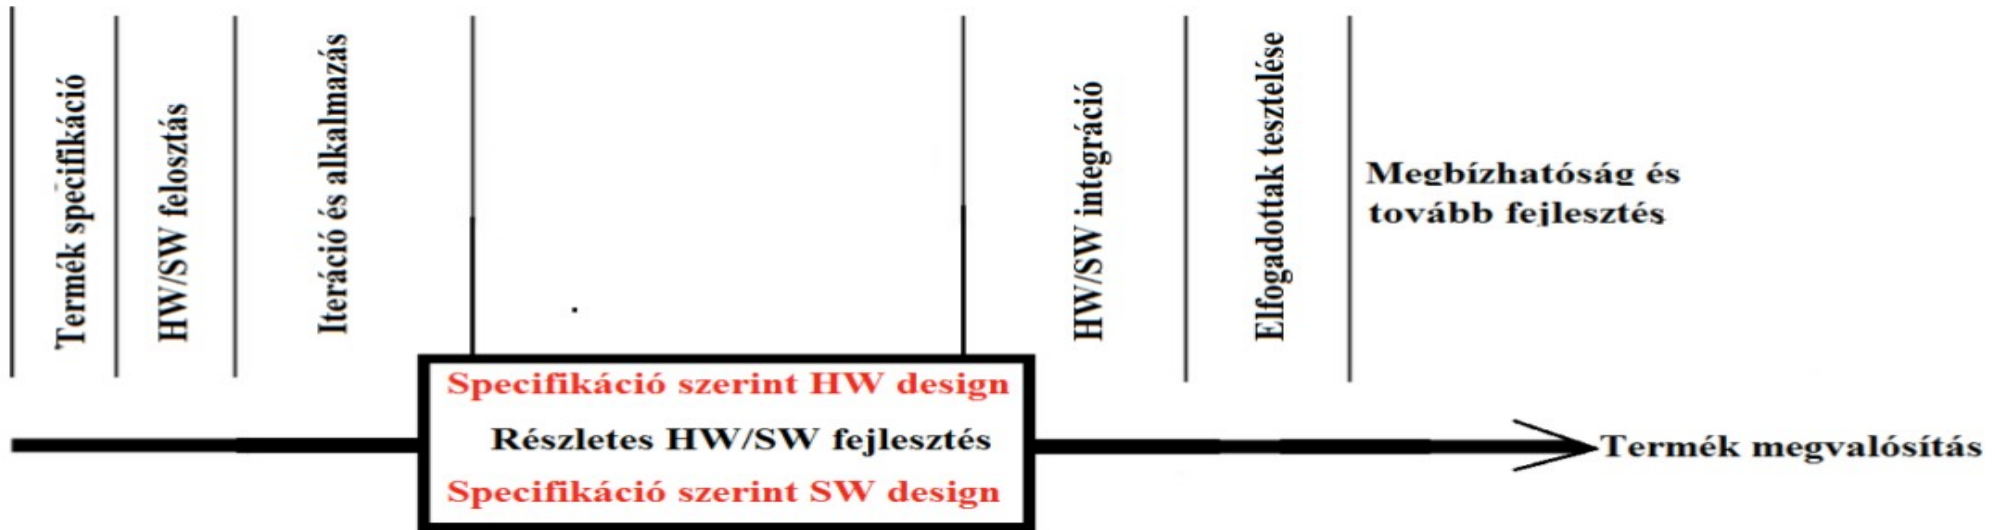 Termék specifikáció
HW/SW felosztás
Iteráció és alkalmazás
HW/SW integráció
Elfogadottak tesztelése
Megbízhatóság és
tovább fejlesztés
Specifikáció szerint HW design
Részletes HW/SW fejlesztés
Specifikáció szerint SW design
Termék megvalósítás